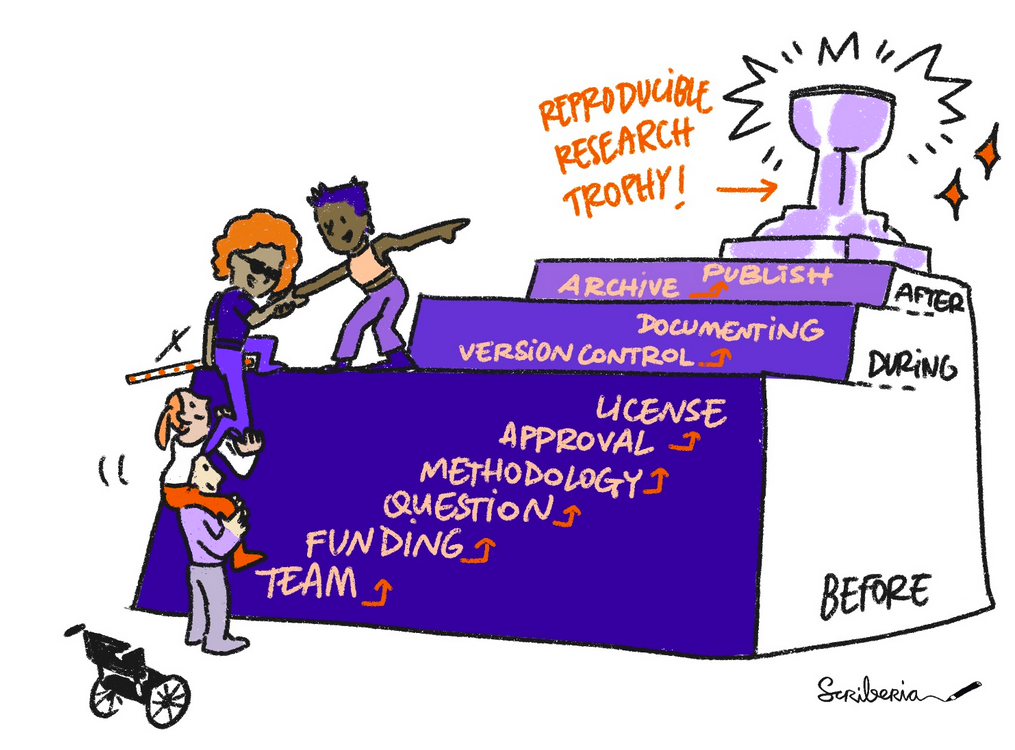 REPRODUCIBLE
RESEARCH
TROPHY!
ARCHIVE PUBLISH
AFTER
DOCUMENTING
VERSION CONTROL
DURING
LICENSE
APPROVAL
METHODOLOGY
QUESTION
FUNDING
TEAM
BEFORE
Scriberia